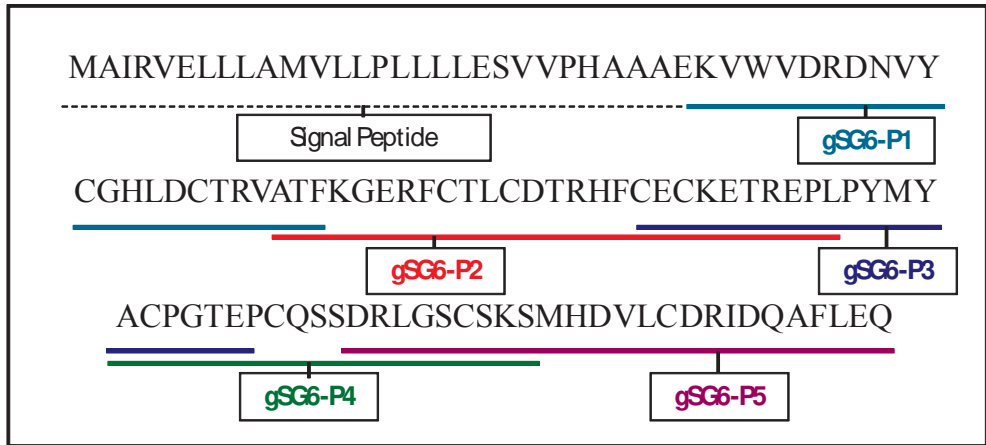 MAIRVELLLAMVLLPLLLLESVVPHAAAEKVWVDRDNVY
Signal Peptide
gSG6-P1
CGHLDCTRVATFKGERFCTLCDTRHFCECKETREPLPYMY
gSG6-P2
gSG6-P3
ACPGTEPCQSSDRLGSCSKSMHDVLCDRIDQAFLEQ
gSG6-P4
gSG6-P5